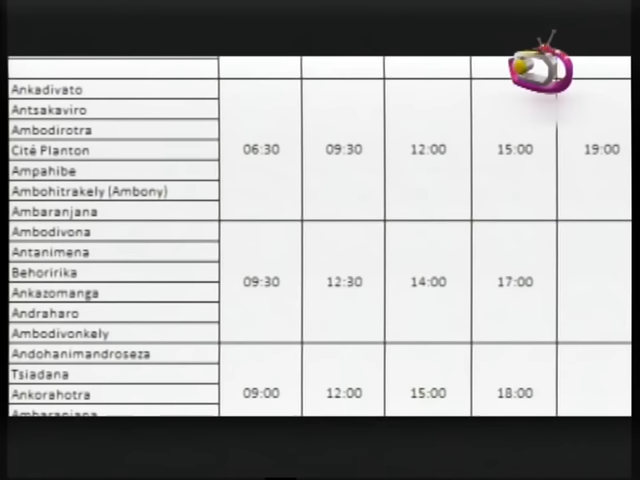 Ankadivato
Antsakaviro
Ambodirotra
Cité Planton
Ampahibe
Ambohitrakely (Ambony)
Ambaranjana
06:30 09:30 12:00 15:00 19:00
Ambodivona
Antanimena
Behoririka
Ankazomanga
Andraharo
Ambodivonkely
09:30 12:30 14:00 17:00
Andohanimandroseza
Tsiadana
Ankorahotra
Ambaranjana
09:00 12:00 15:00 18:00